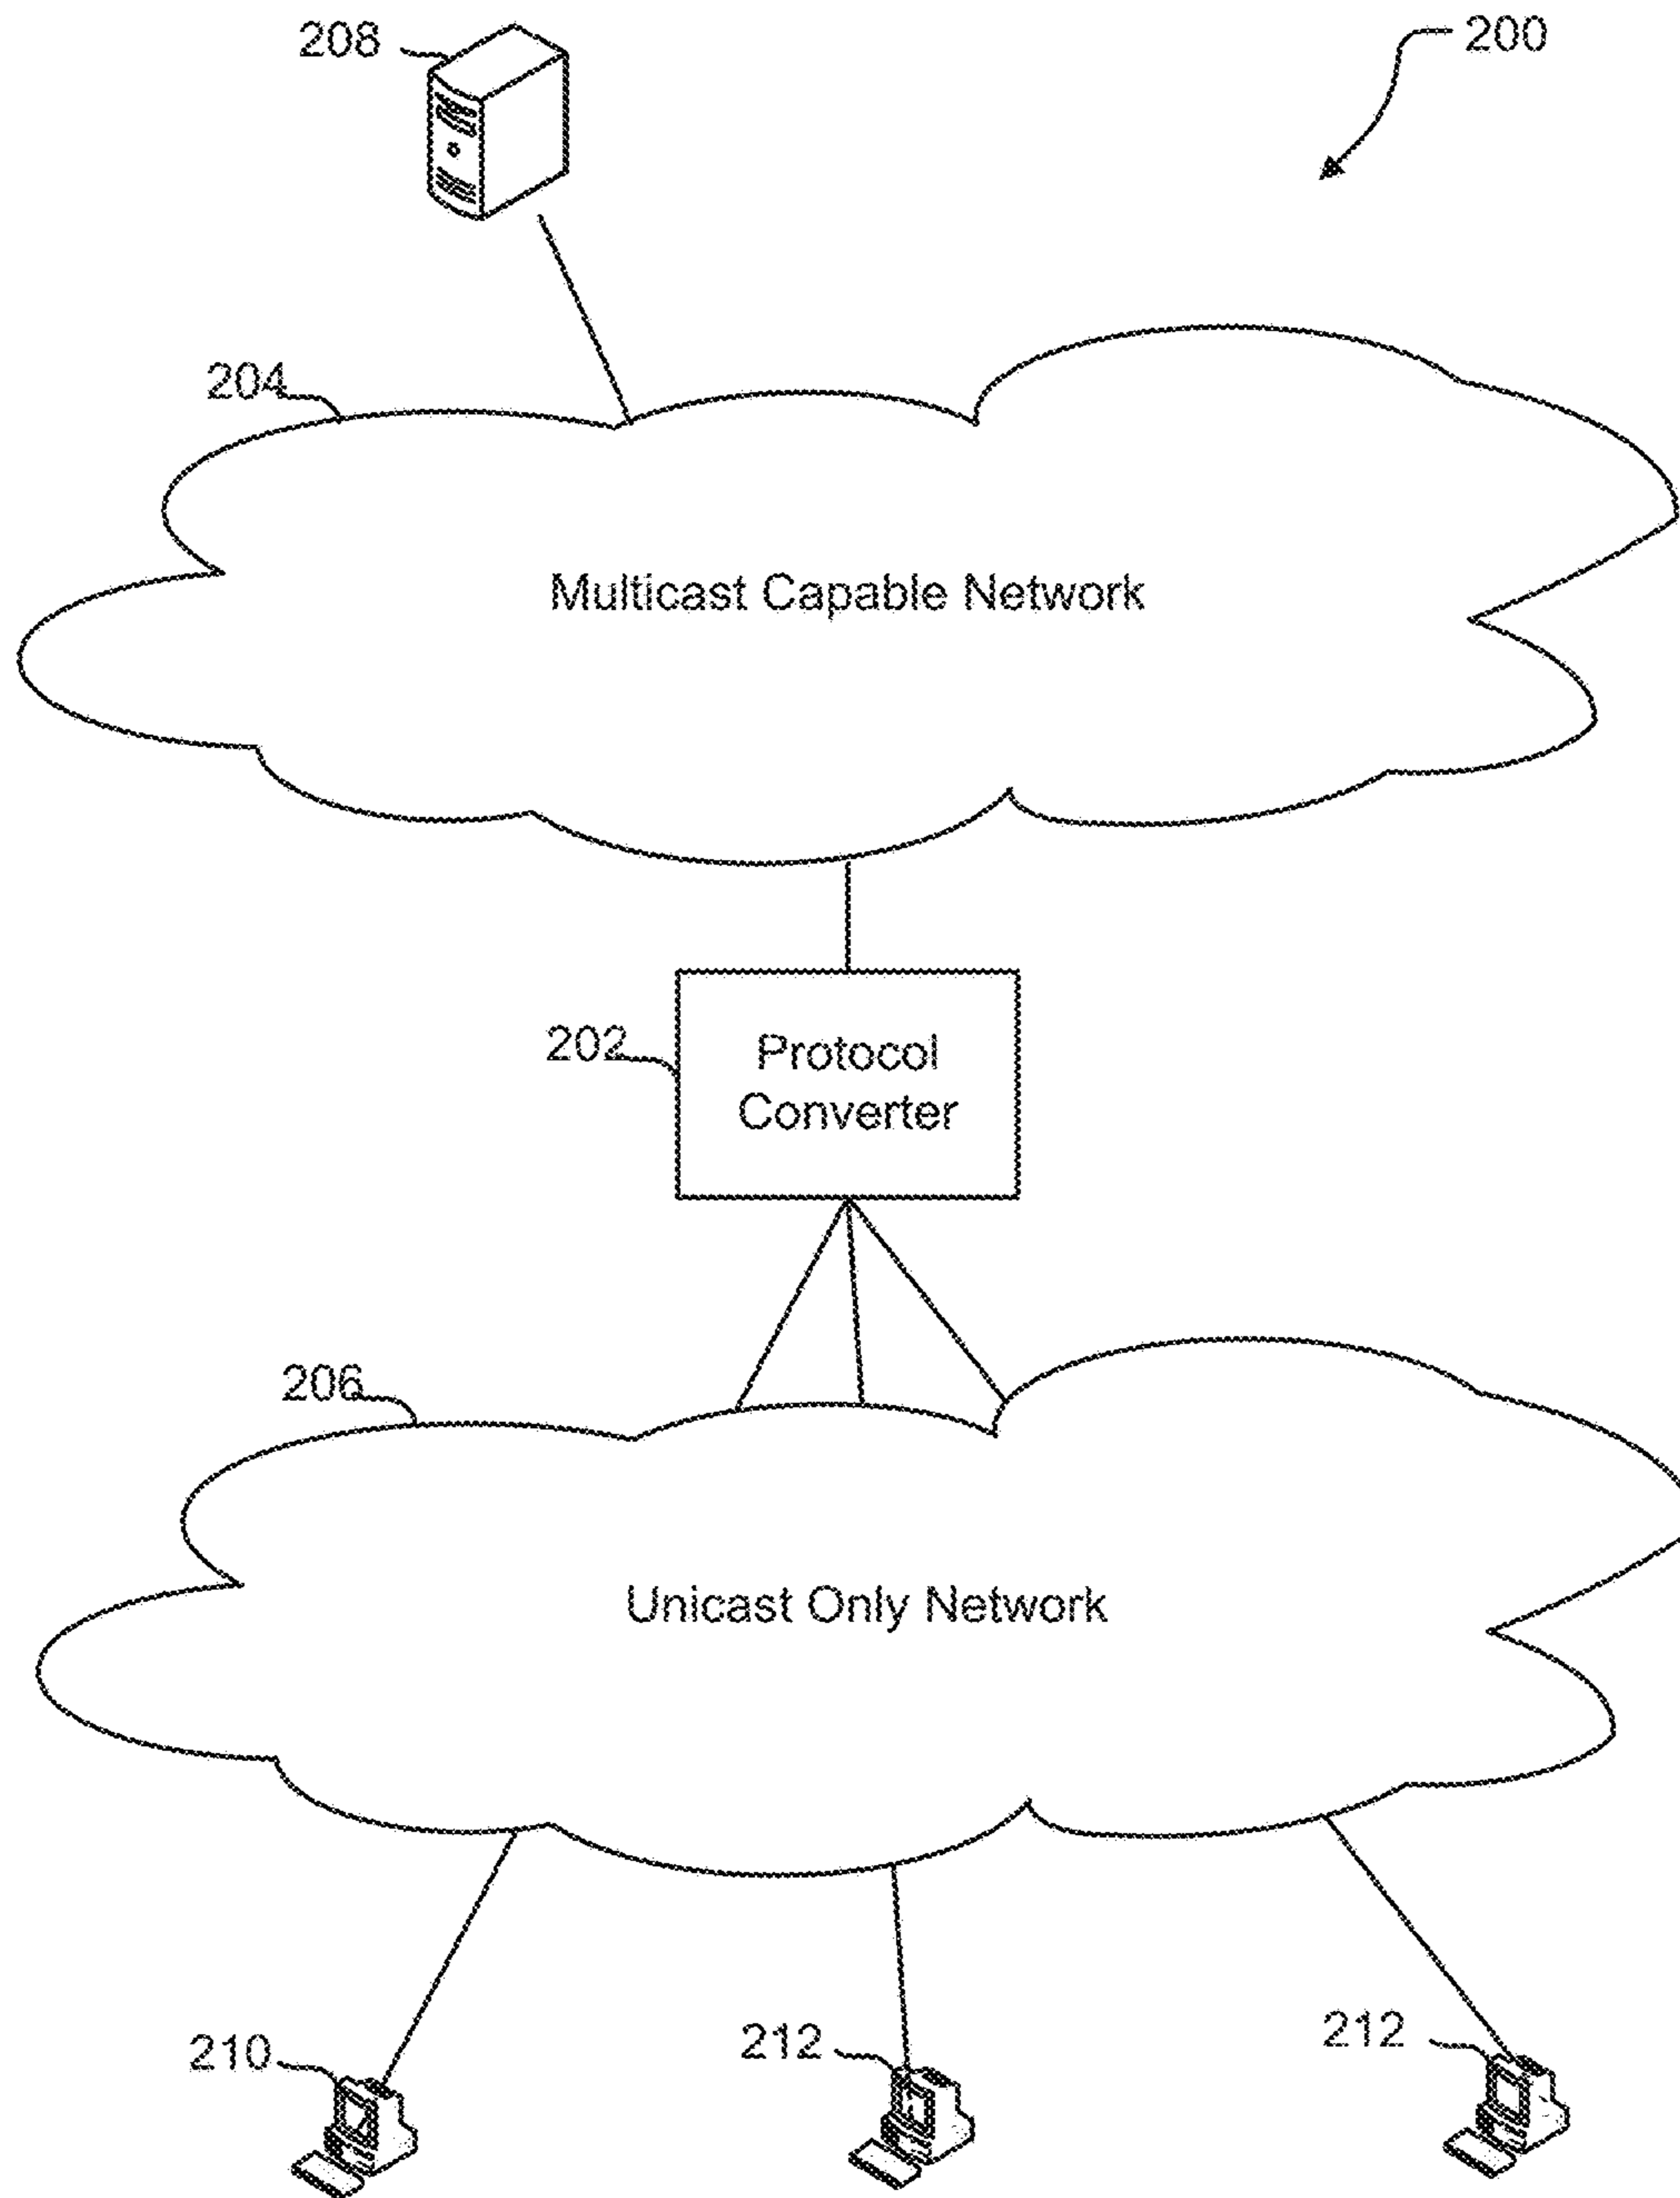 208
200
204
Multicast Capable Network
202
Protocol
Converter
206
Unicast Only Network
210
212
212